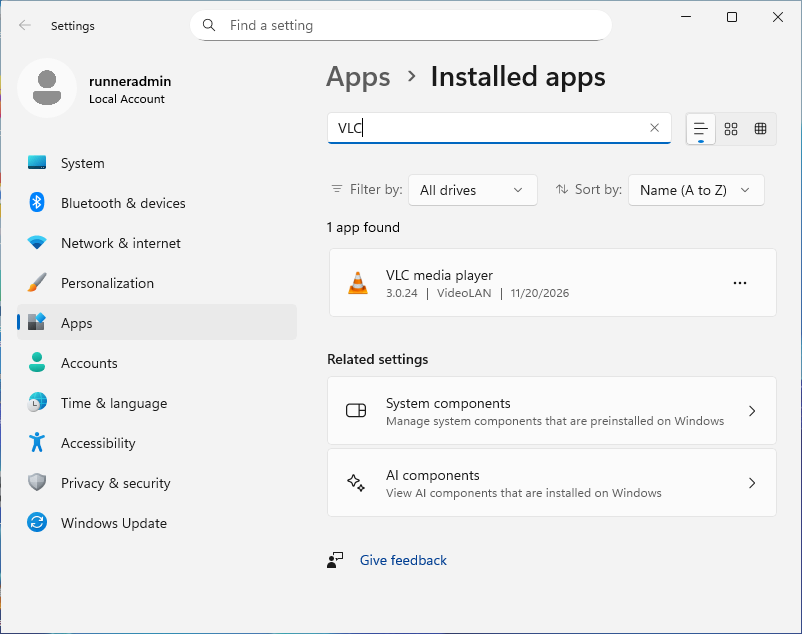 Settings
Find a setting
runneradmin
Local Account
System
Bluetooth & devices
Network & internet
Personalization
Apps
Accounts
Time & language
Accessibility
Privacy & security
Windows Update
Apps > Installed apps
VLC
Filter by: All drives
Sort by: Name (A to Z)
1 app found
VLC media player
3.0.24 | VideoLAN | 11/20/2026
Related settings
System components
Manage system components that are preinstalled on Windows
AI components
View AI components that are installed on Windows
Give feedback